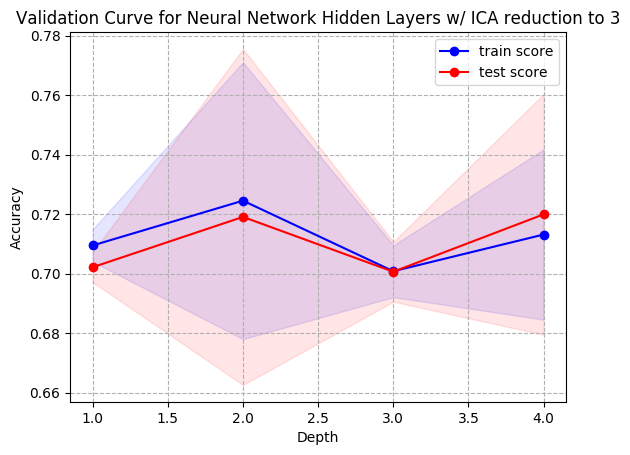 Validation Curve for Neural Network Hidden Layers w/ ICA reduction to 3
0.78
0.76
0.74
0.72
0.70
0.68
0.66
Accuracy
train score
test score
1.0 1.5 2.0 2.5 3.0 3.5 4.0
Depth